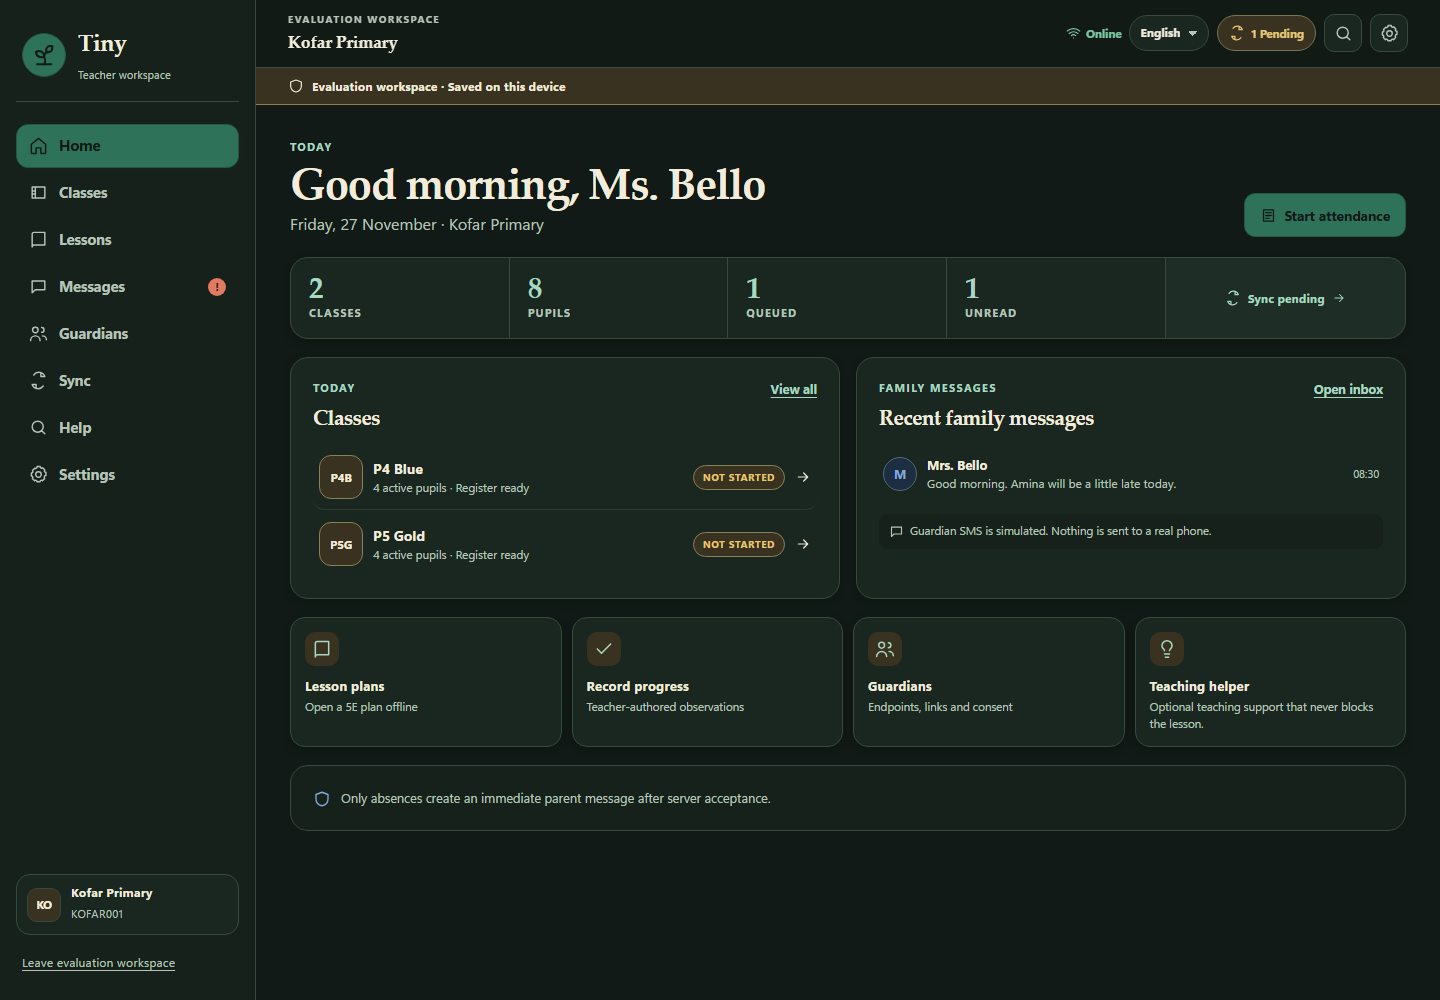 Tiny
Teacher workspace
Home
Classes
Lessons
Messages
!
Guardians
Sync
Help
Settings
KO
Kofar Primary
KOFAR001
Leave evaluation workspace
EVALUATION WORKSPACE
Kofar Primary
Online
English
1 Pending
Evaluation workspace · Saved on this device
TODAY
Good morning, Ms. Bello
Friday, 27 November · Kofar Primary
Start attendance
2
CLASSES
8
PUPILS
1
QUEUED
1
UNREAD
Sync pending
TODAY
View all
Classes
P4B
P4 Blue
4 active pupils · Register ready
NOT STARTED
P5G
P5 Gold
4 active pupils · Register ready
NOT STARTED
FAMILY MESSAGES
Open inbox
Recent family messages
M
Mrs. Bello
Good morning. Amina will be a little late today.
08:30
Guardian SMS is simulated. Nothing is sent to a real phone.
Lesson plans
Open a 5E plan offline
Record progress
Teacher-authored observations
Guardians
Endpoints, links and consent
Teaching helper
Optional teaching support that never blocks
the lesson.
Only absences create an immediate parent message after server acceptance.